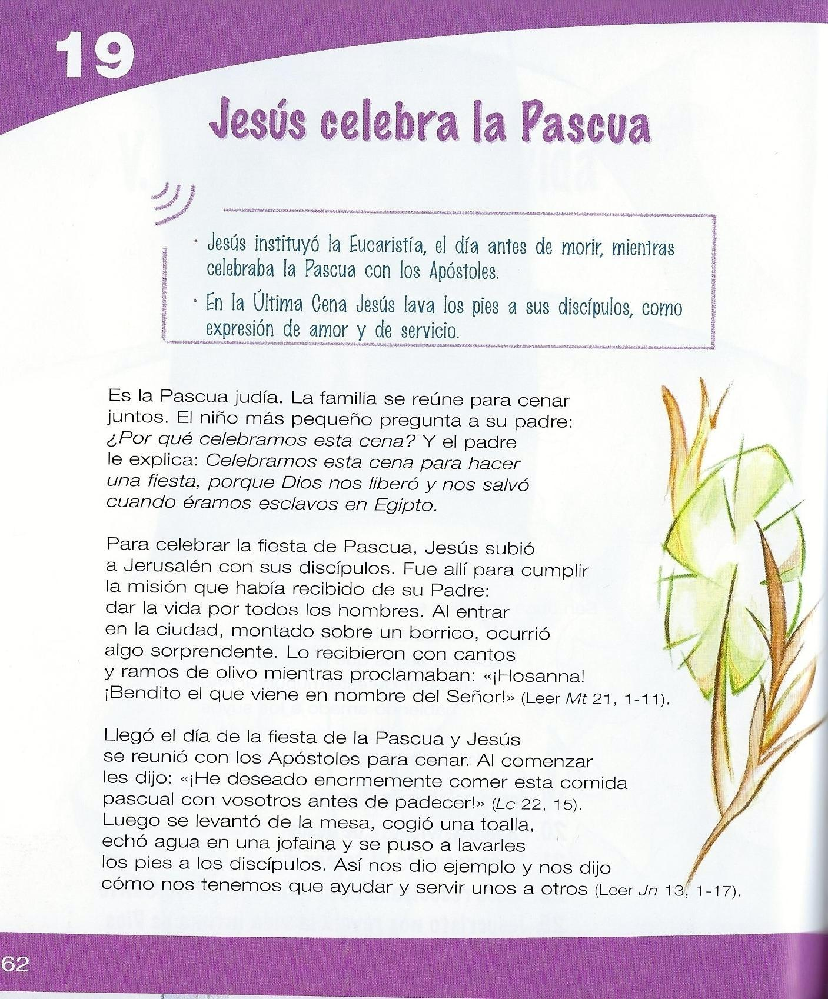 19
Jesús celebra la Pascua
· Jesús instituyó la Eucaristía, el día antes de morir, mientras
celebraba la Pascua con los Apóstoles.
· En la Última Cena Jesús lava los pies a sus discípulos, como
expresión de amor y de servicio.
Es la Pascua judía. La familia se reúne para cenar
juntos. El niño más pequeño pregunta a su padre:
¿Por qué celebramos esta cena? Y el padre
le explica: Celebramos esta cena para hacer
una fiesta, porque Dios nos liberó y nos salvó
cuando éramos esclavos en Egipto.
Para celebrar la fiesta de Pascua, Jesús subió
a Jerusalén con sus discípulos. Fue allí para cumplir
la misión que había recibido de su Padre:
dar la vida por todos los hombres. Al entrar
en la ciudad, montado sobre un borrico, ocurrió
algo sorprendente. Lo recibieron con cantos
y ramos de olivo mientras proclamaban: «¡Hosanna!
¡Bendito el que viene en nombre del Señor!» (Leer Mt 21, 1-11).
Llegó el día de la fiesta de la Pascua y Jesús
se reunió con los Apóstoles para cenar. Al comenzar
les dijo: «¡He deseado enormemente comer esta comida
pascual con vosotros antes de padecer!» (Lc 22, 15).
Luego se levantó de la mesa, cogió una toalla,
echó agua en una jofaina y se puso a lavarles
los pies a los discípulos. Así nos dio ejemplo y nos dijo
cómo nos tenemos que ayudar y servir unos a otros (Leer Jn 13, 1-17).
62